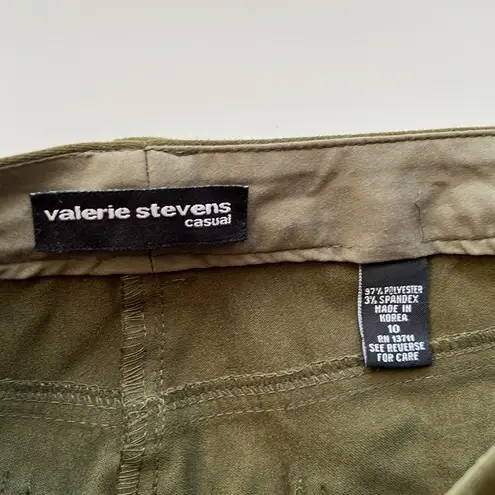 valerie stevens
casual
97% POLYESTER
3% SPANDEX
MADE IN
KOREA
10
RN 13711
SEE REVERSE
FOR CARE